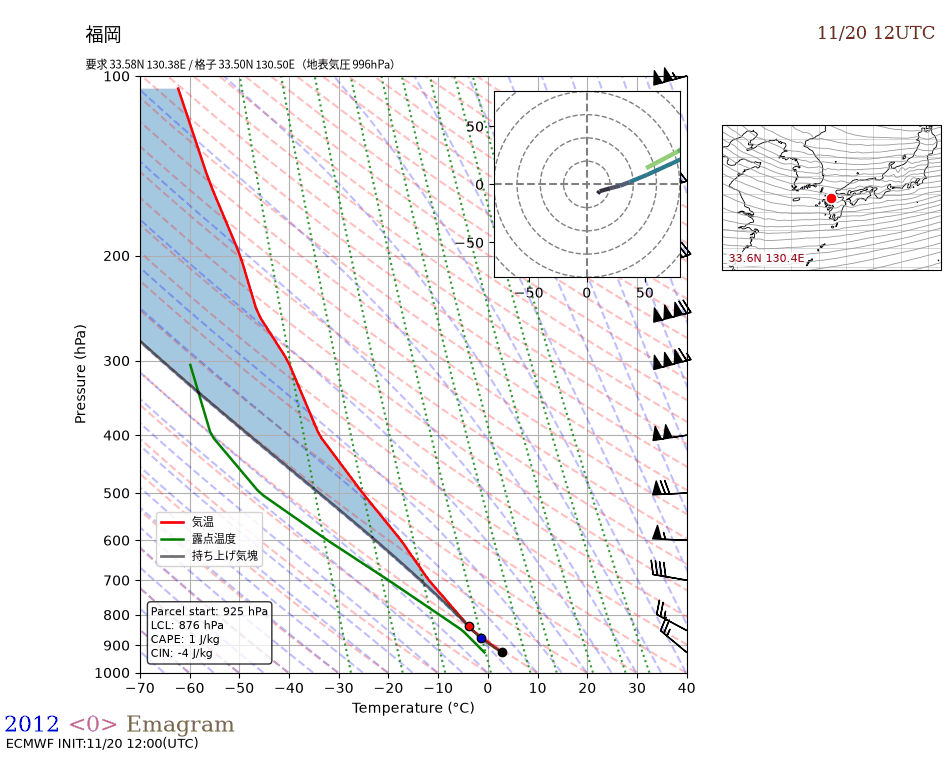 福岡
11/20 12UTC
要求 33.58N 130.38E / 格子 33.50N 130.50E（地表気圧 996hPa）
100
200
300
400
500
600
700
800
900
1000
Pressure (hPa)
50
0
−50
−50 0 50
33.6N 130.4E
気温
露点温度
持ち上げ気塊
Parcel start: 925 hPa
LCL: 876 hPa
CAPE: 1 J/kg
CIN: -4 J/kg
−70 −60 −50 −40 −30 −20 −10 0 10 20 30 40
Temperature (°C)
2012 <0> Emagram
ECMWF INIT:11/20 12:00(UTC)